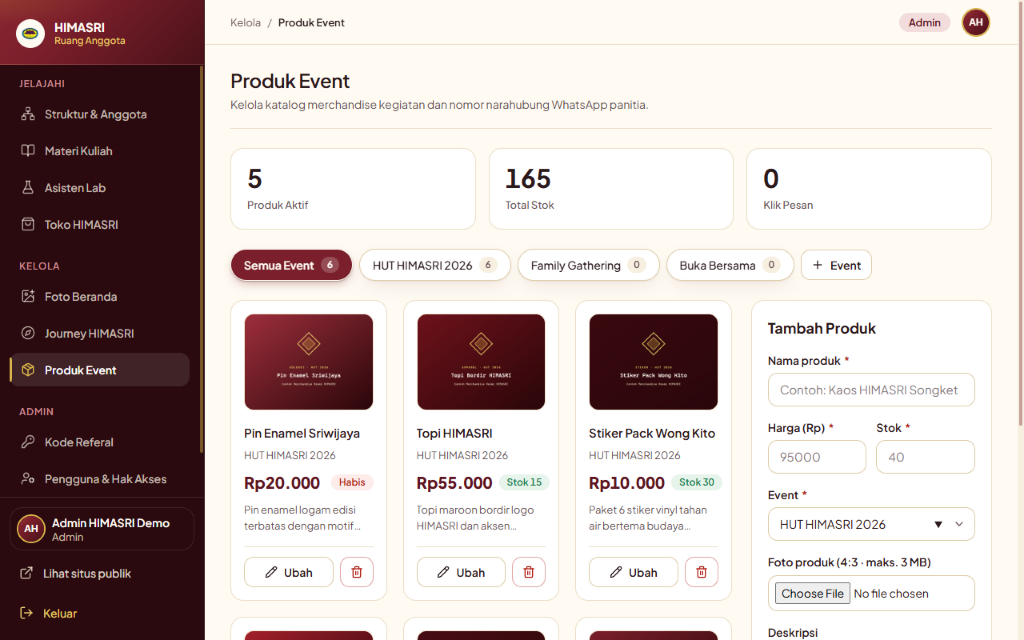 HIMASRI
Ruang Anggota
JELAJAHI
Struktur & Anggota
Materi Kuliah
Asisten Lab
Toko HIMASRI
KELOLA
Foto Beranda
Journey HIMASRI
Produk Event
ADMIN
Kode Referal
Pengguna & Hak Akses
AH
Admin HIMASRI Demo
Admin
Lihat situs publik
Keluar
Kelola / Produk Event
Admin AH
Produk Event
Kelola katalog merchandise kegiatan dan nomor narahubung WhatsApp panitia.
5
Produk Aktif
165
Total Stok
0
Klik Pesan
Semua Event 6
HUT HIMASRI 2026 6
Family Gathering 0
Buka Bersama 0
+ Event
Pin Enamel Sriwijaya
Pin Enamel Sriwijaya
HUT HIMASRI 2026
Rp20.000 Habis
Pin enamel logam edisi
terbatas dengan motif…
Ubah
Topi Bordir HIMASRI
Topi HIMASRI
HUT HIMASRI 2026
Rp55.000 Stok 15
Topi maroon bordir logo
HIMASRI dan aksen…
Ubah
Stiker Pack Wong Kito
Stiker Pack Wong Kito
HUT HIMASRI 2026
Rp10.000 Stok 30
Paket 6 stiker vinyl tahan
air bertema budaya…
Ubah
Tambah Produk
Nama produk *
Contoh: Kaos HIMASRI Songket
Harga (Rp) * Stok *
95000 40
Event *
HUT HIMASRI 2026
Foto produk (4:3 · maks. 3 MB)
Choose File No file chosen
Deskripsi